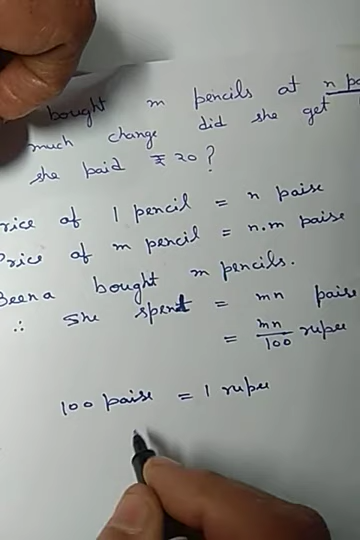 bought m pencils at n pa
much change did she get
she paid ₹20?
rice of 1 pencil = n paise
Price of m pencil = n.m paise
Beena bought m pencils.
∴ She spent = mn paise
= mn/100 rupee
100 paise = 1 rupee